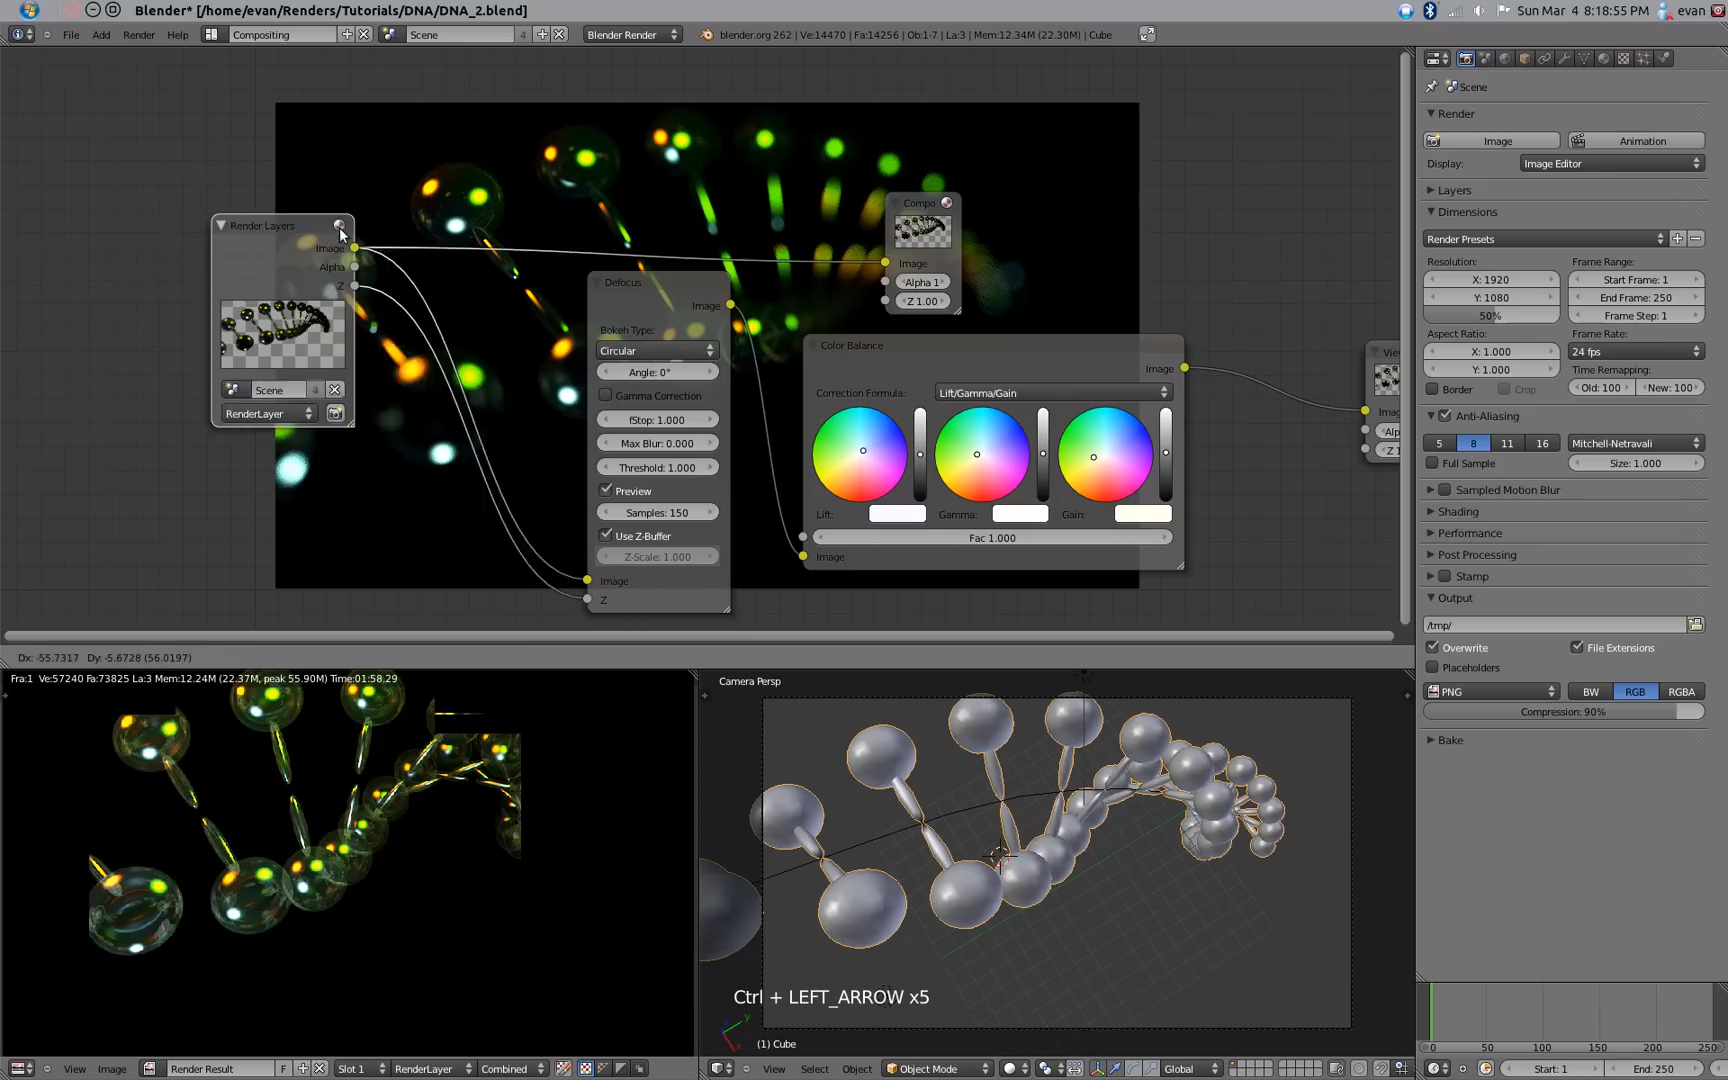 Blender* [/home/evan/Renders/Tutorials/DNA/DNA_2.blend]
Sun Mar 4 8:18:55 PM evan
File Add Render Help Compositing Scene 4 Blender Render blender.org 262 | Ve:14470 | Fa:14256 | Ob:1-7 | La:3 | Mem:12.34M (22.30M) | Cube
Render Layers
Image
Alpha
Z
Scene 4
RenderLayer
Defocus
Image
Bokeh Type:
Circular
Angle: 0°
Gamma Correction
fStop: 1.000
Max Blur: 0.000
Threshold: 1.000
Preview
Samples: 150
Use Z-Buffer
Z-Scale: 1.000
Image
Z
Compo
Image
Alpha 1
Z 1.00
Color Balance
Image
Correction Formula: Lift/Gamma/Gain
Lift: Gamma: Gain:
Fac 1.000
Image
Dx: -55.7317 Dy: -5.6728 (56.0197)
Fra:1 Ve:57240 Fa:73825 La:3 Mem:12.24M (22.37M, peak 55.90M) Time:01:58.29
Camera Persp
Ctrl + LEFT_ARROW x5
y
x
(1) Cube
View Image Render Result F Slot 1 RenderLayer Combined
View Select Object Object Mode Global
Scene
Render
Image Animation
Display: Image Editor
Layers
Dimensions
Render Presets
Resolution: Frame Range:
X: 1920 Start Frame: 1
Y: 1080 End Frame: 250
50% Frame Step: 1
Aspect Ratio: Frame Rate:
X: 1.000 24 fps
Y: 1.000 Time Remapping:
Border Crop Old: 100 New: 100
Anti-Aliasing
5 8 11 16 Mitchell-Netravali
Full Sample Size: 1.000
Sampled Motion Blur
Shading
Performance
Post Processing
Stamp
Output
/tmp/
Overwrite File Extensions
Placeholders
PNG BW RGB RGBA
Compression: 90%
Bake
0 50 100 150 200 250
Start: 1 End: 250